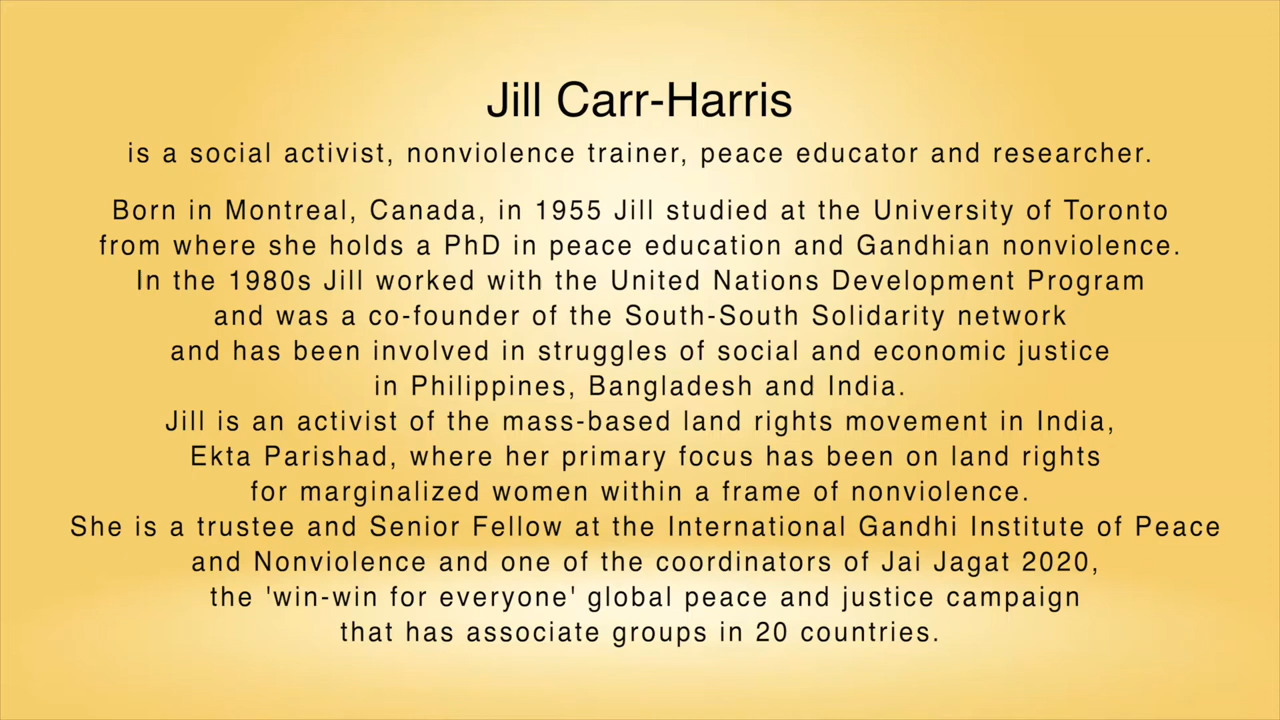 Jill Carr-Harris
is a social activist, nonviolence trainer, peace educator and researcher.
Born in Montreal, Canada, in 1955 Jill studied at the University of Toronto
from where she holds a PhD in peace education and Gandhian nonviolence.
In the 1980s Jill worked with the United Nations Development Program
and was a co-founder of the South-South Solidarity network
and has been involved in struggles of social and economic justice
in Philippines, Bangladesh and India.
Jill is an activist of the mass-based land rights movement in India,
Ekta Parishad, where her primary focus has been on land rights
for marginalized women within a frame of nonviolence.
She is a trustee and Senior Fellow at the International Gandhi Institute of Peace
and Nonviolence and one of the coordinators of Jai Jagat 2020,
the 'win-win for everyone' global peace and justice campaign
that has associate groups in 20 countries.